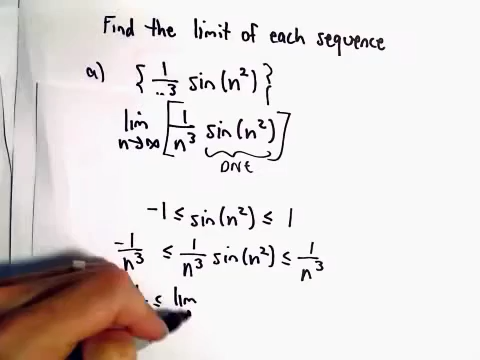 Find the limit of each sequence
a) { 1/n³ sin(n²) }
lim n→∞ [ 1/n³ sin(n²) ]
DNE
-1 ≤ sin(n²) ≤ 1
-1/n³ ≤ 1/n³ sin(n²) ≤ 1/n³
≤ lim